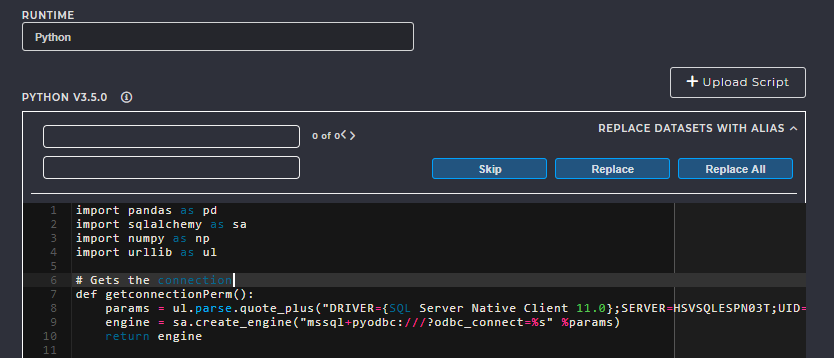 RUNTIME
Python
+ Upload Script
PYTHON V3.5.0
0 of 0< >
REPLACE DATASETS WITH ALIAS
Skip
Replace
Replace All
1 import pandas as pd
2 import sqlalchemy as sa
3 import numpy as np
4 import urllib as ul
5
6 # Gets the connection
7 def getconnectionPerm():
8     params = ul.parse.quote_plus("DRIVER={SQL Server Native Client 11.0};SERVER=HSVSQLESPN03T;UID=
9     engine = sa.create_engine("mssql+pyodbc:///?odbc_connect=%s" %params)
10     return engine
11